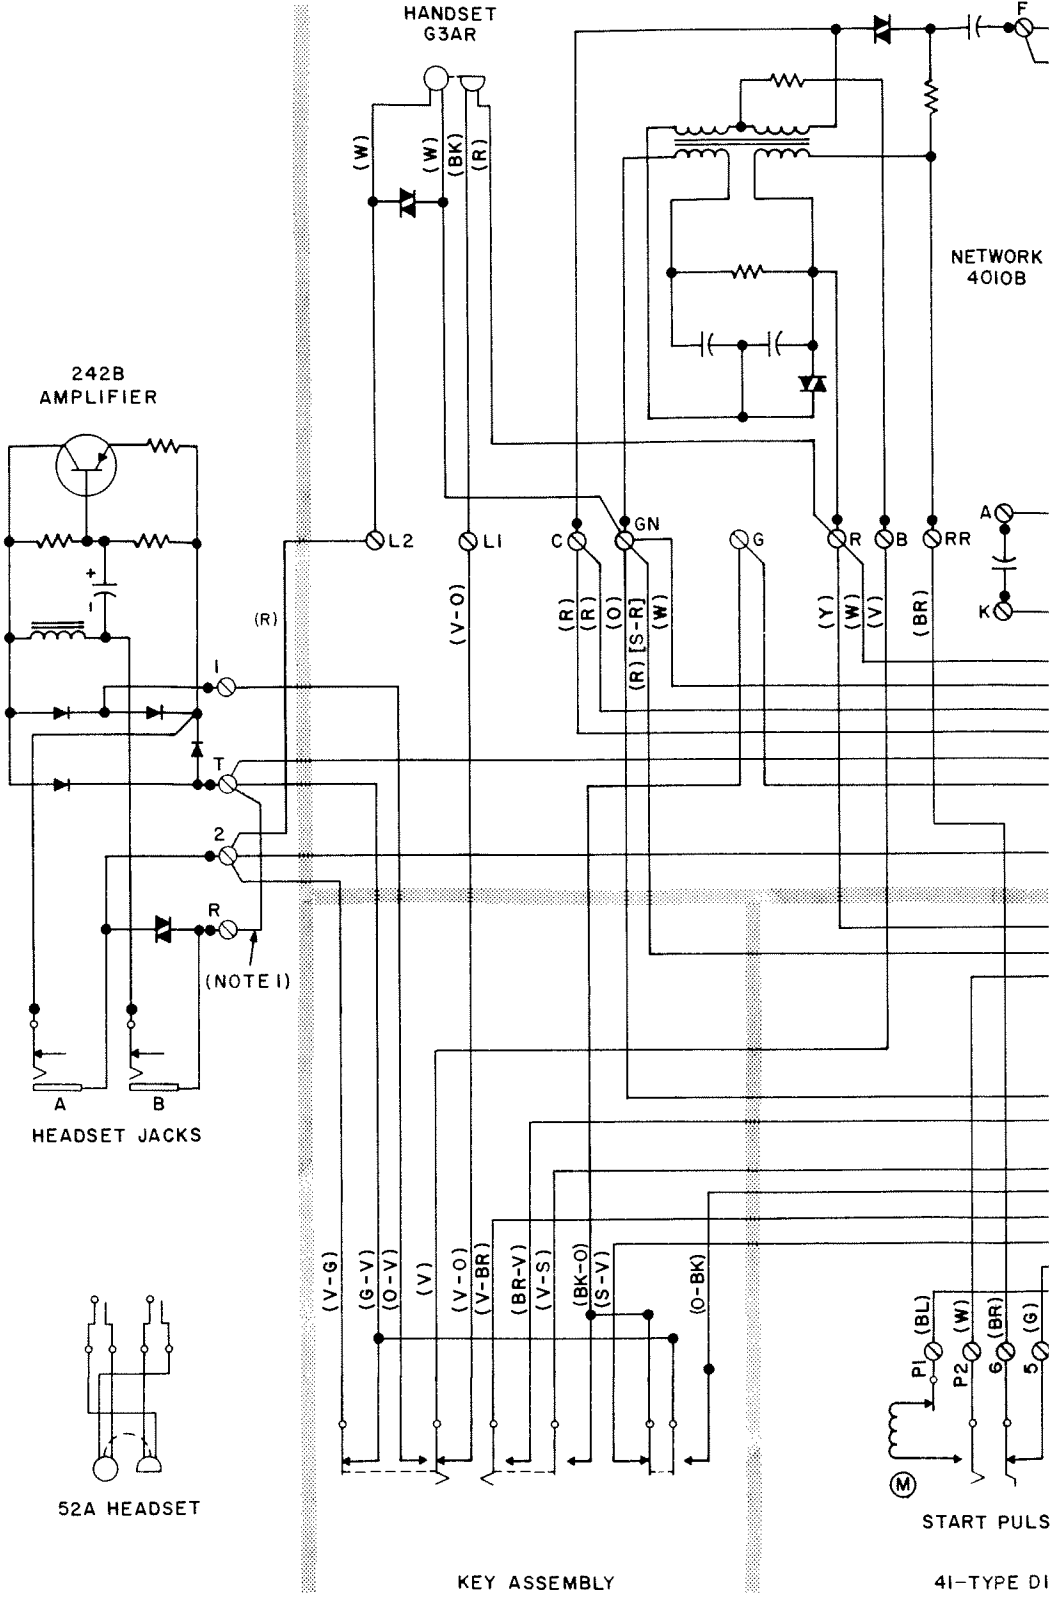 HANDSET
G3AR
F
(W)
(W)
(BK)
(R)
NETWORK
4010B
242B
AMPLIFIER
+
-
L2
L1
C
GN
G
R
B
RR
A
K
(R)
(V-O)
(R)
(R)
(O)
(R) [S-R]
(W)
(Y)
(W)
(V)
(BR)
1
T
2
R
(NOTE 1)
A
B
HEADSET JACKS
(V-G)
(G-V)
(O-V)
(V)
(V-O)
(V-BR)
(BR-V)
(V-S)
(BK-O)
(S-V)
(O-BK)
(BL)
(W)
(BR)
(G)
P1
P2
6
5
M
52A HEADSET
START PULS
KEY ASSEMBLY
41-TYPE DI